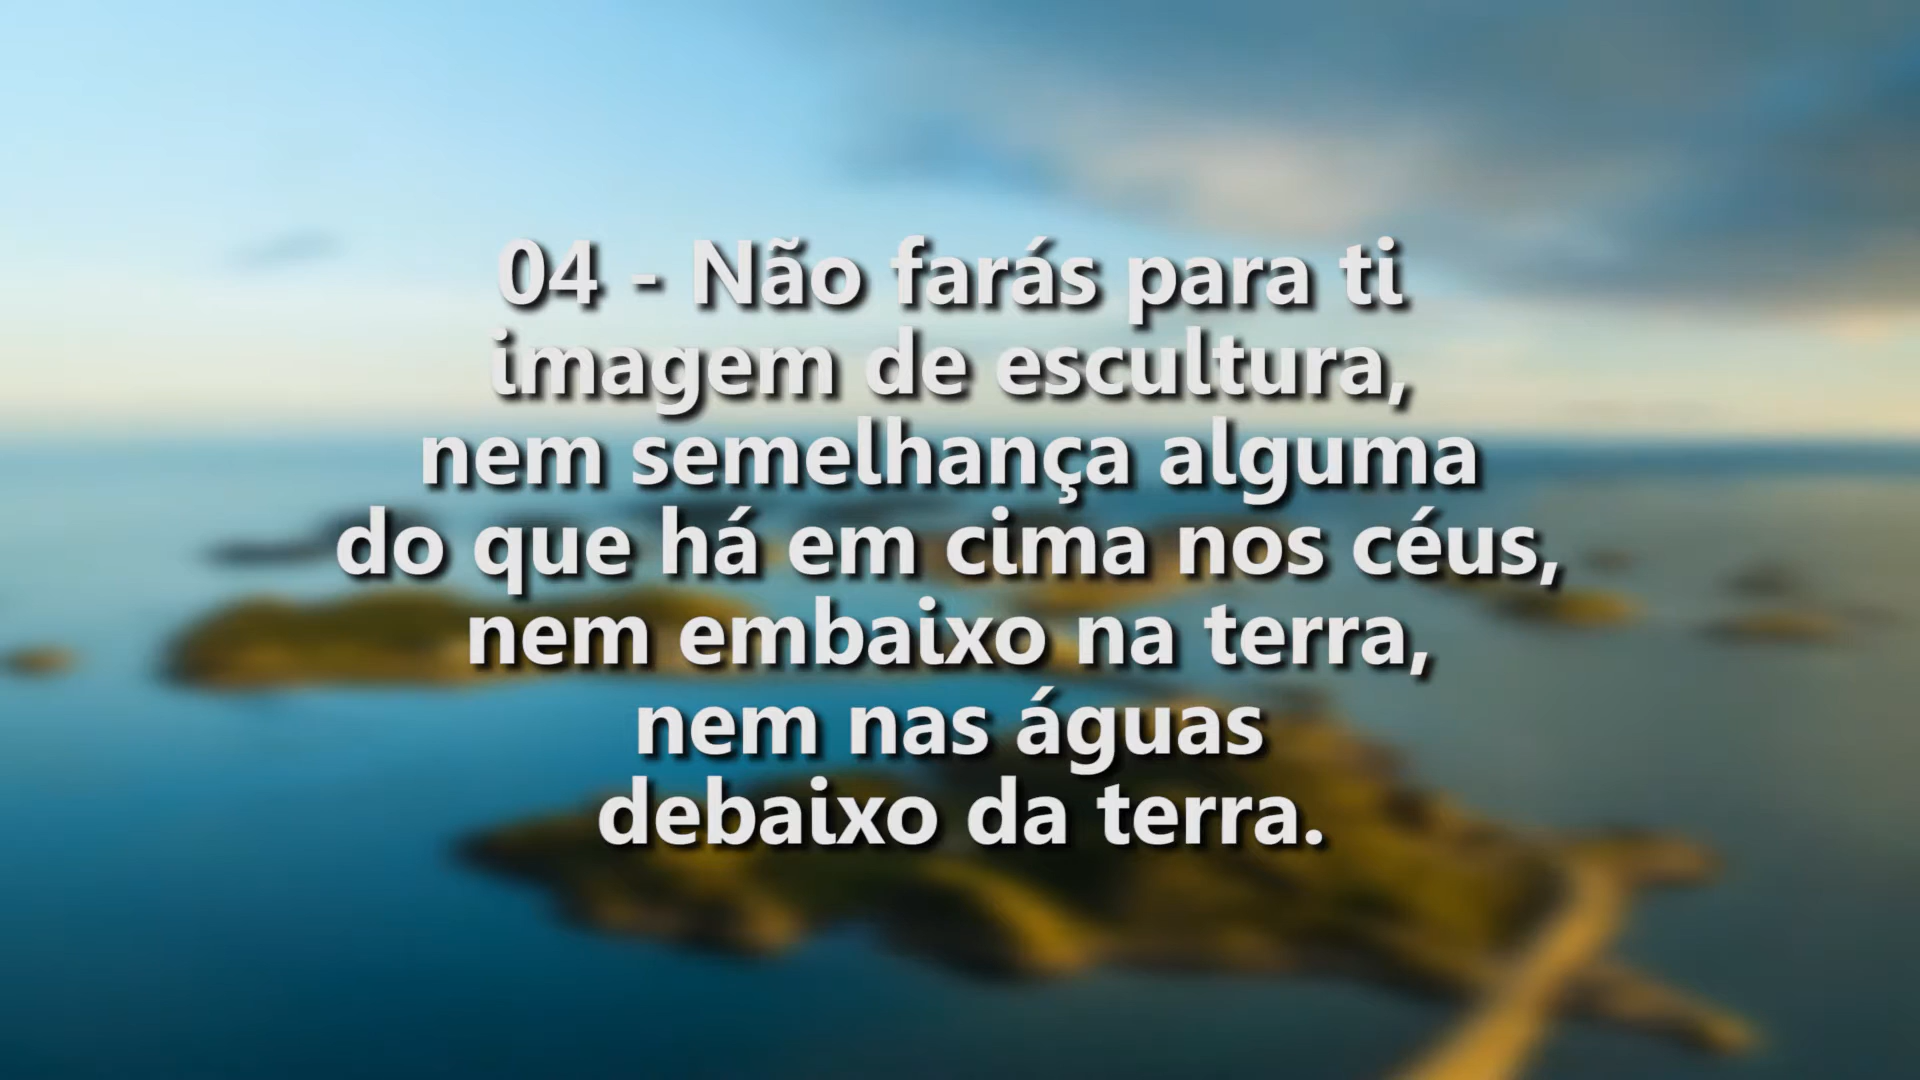 04 - Não farás para ti
imagem de escultura,
nem semelhança alguma
do que há em cima nos céus,
nem embaixo na terra,
nem nas águas
debaixo da terra.